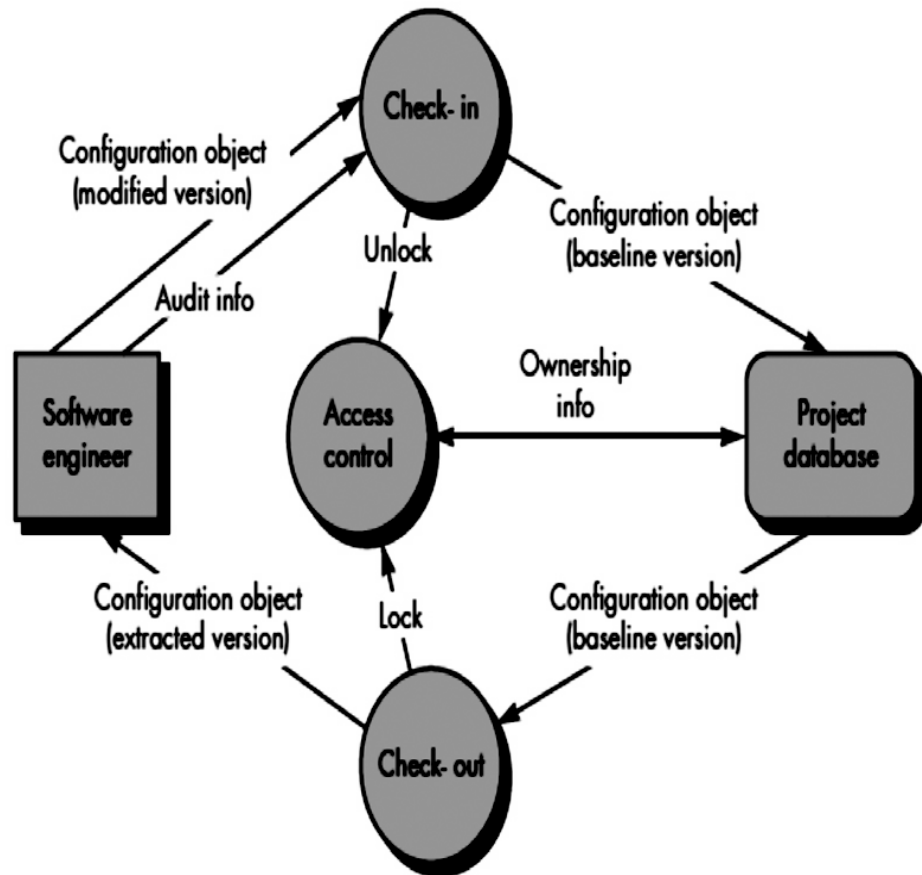 Check- in
Configuration object
(modified version)
Configuration object
(baseline version)
Unlock
Audit info
Software
engineer
Access
control
Ownership
info
Project
database
Configuration object
(extracted version)
Lock
Configuration object
(baseline version)
Check- out